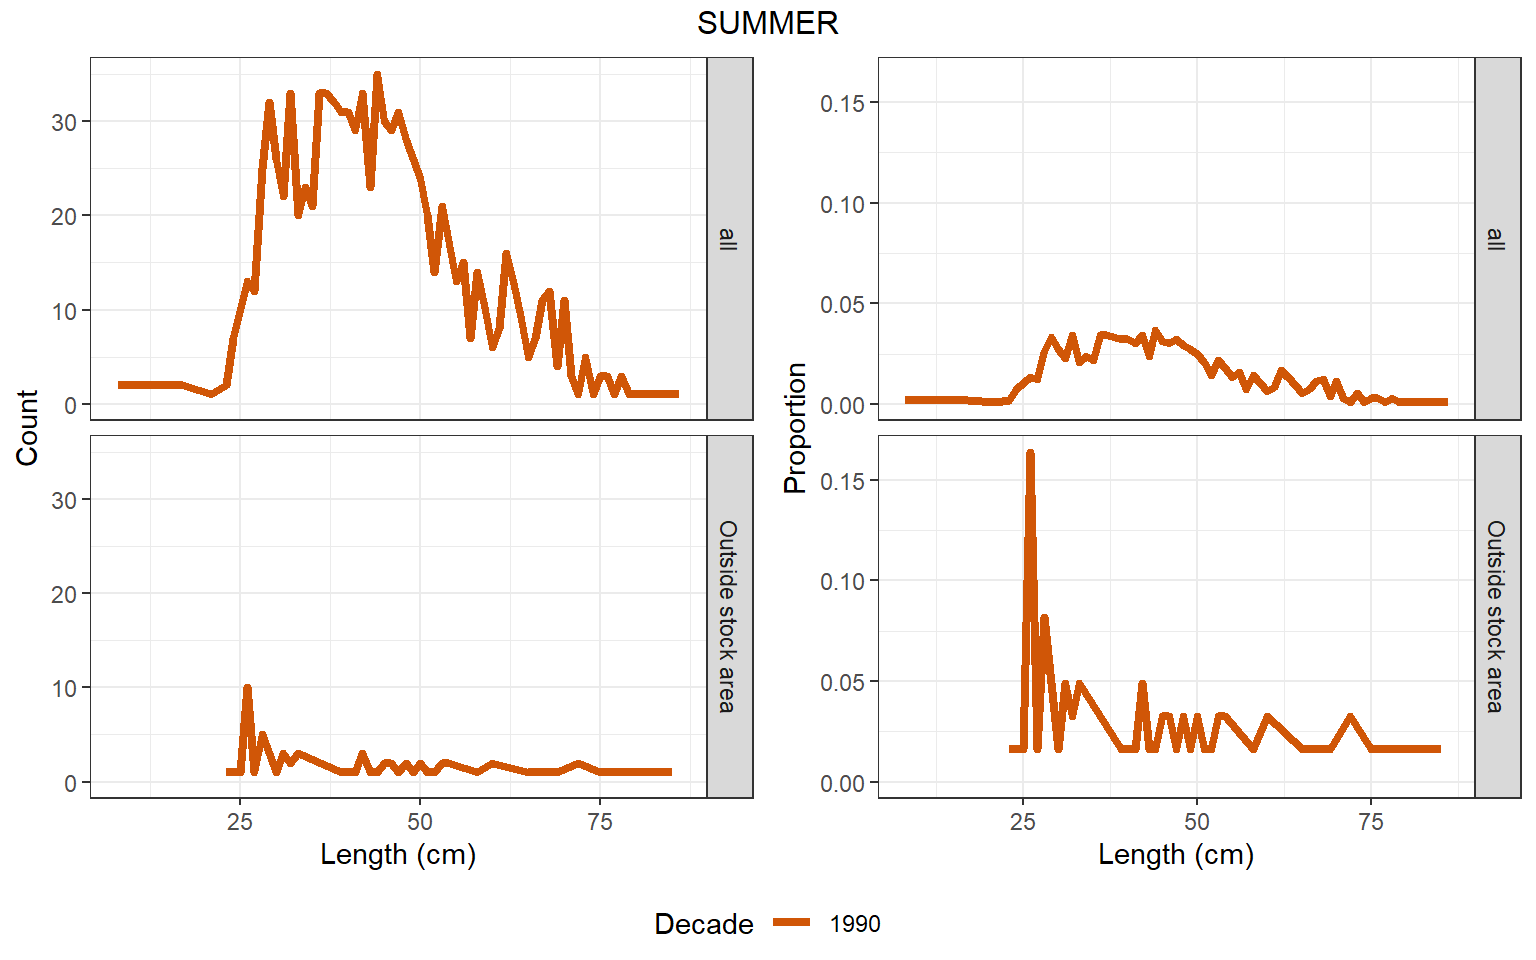 SUMMER
Count
30
20
10
0
all
30
20
10
0
Outside stock area
25 50 75
Length (cm)
Proportion
0.15
0.10
0.05
0.00
all
0.15
0.10
0.05
0.00
Outside stock area
25 50 75
Length (cm)
Decade 1990